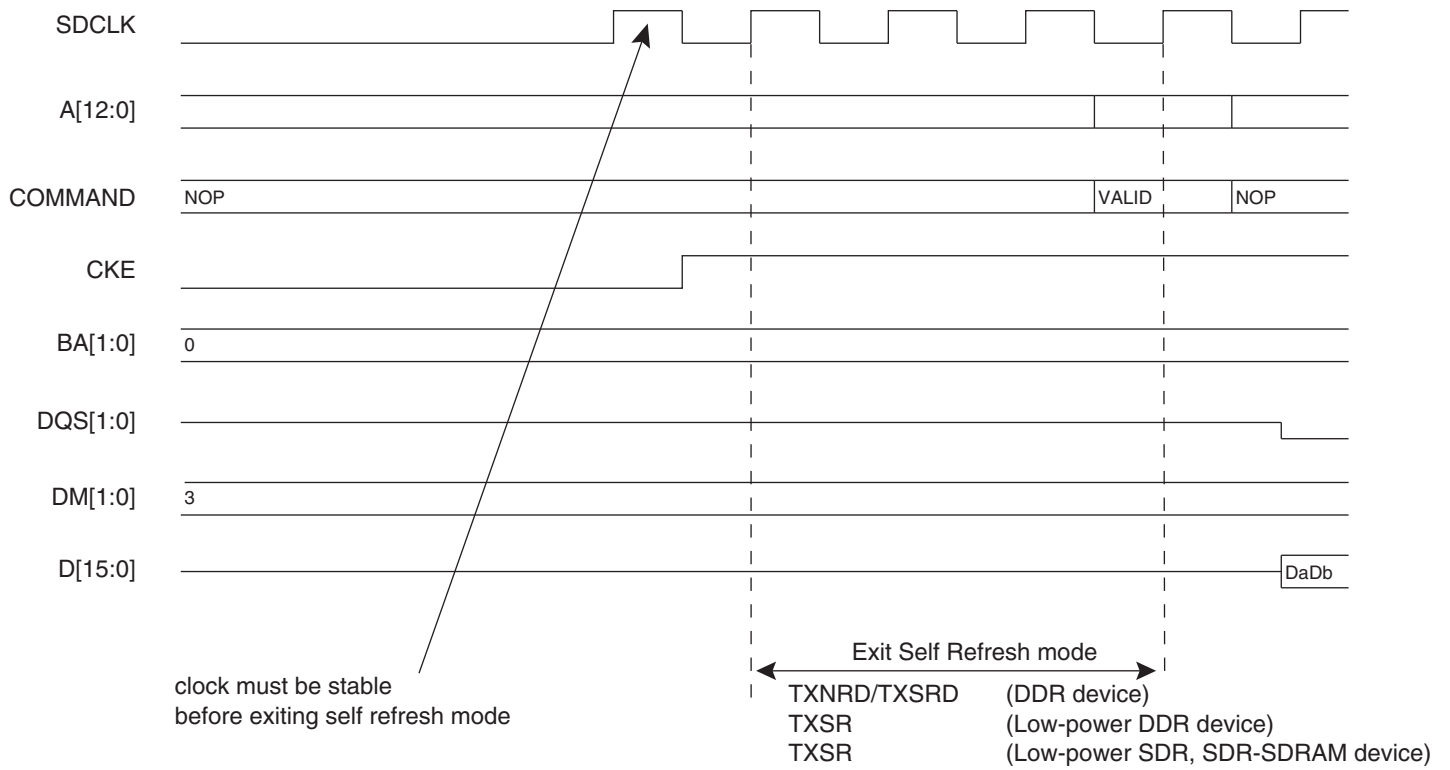 SDCLK
A[12:0]
COMMAND NOP VALID NOP
CKE
BA[1:0] 0
DQS[1:0]
DM[1:0] 3
D[15:0] DaDb
clock must be stable
before exiting self refresh mode
Exit Self Refresh mode
TXNRD/TXSRD (DDR device)
TXSR (Low-power DDR device)
TXSR (Low-power SDR, SDR-SDRAM device)